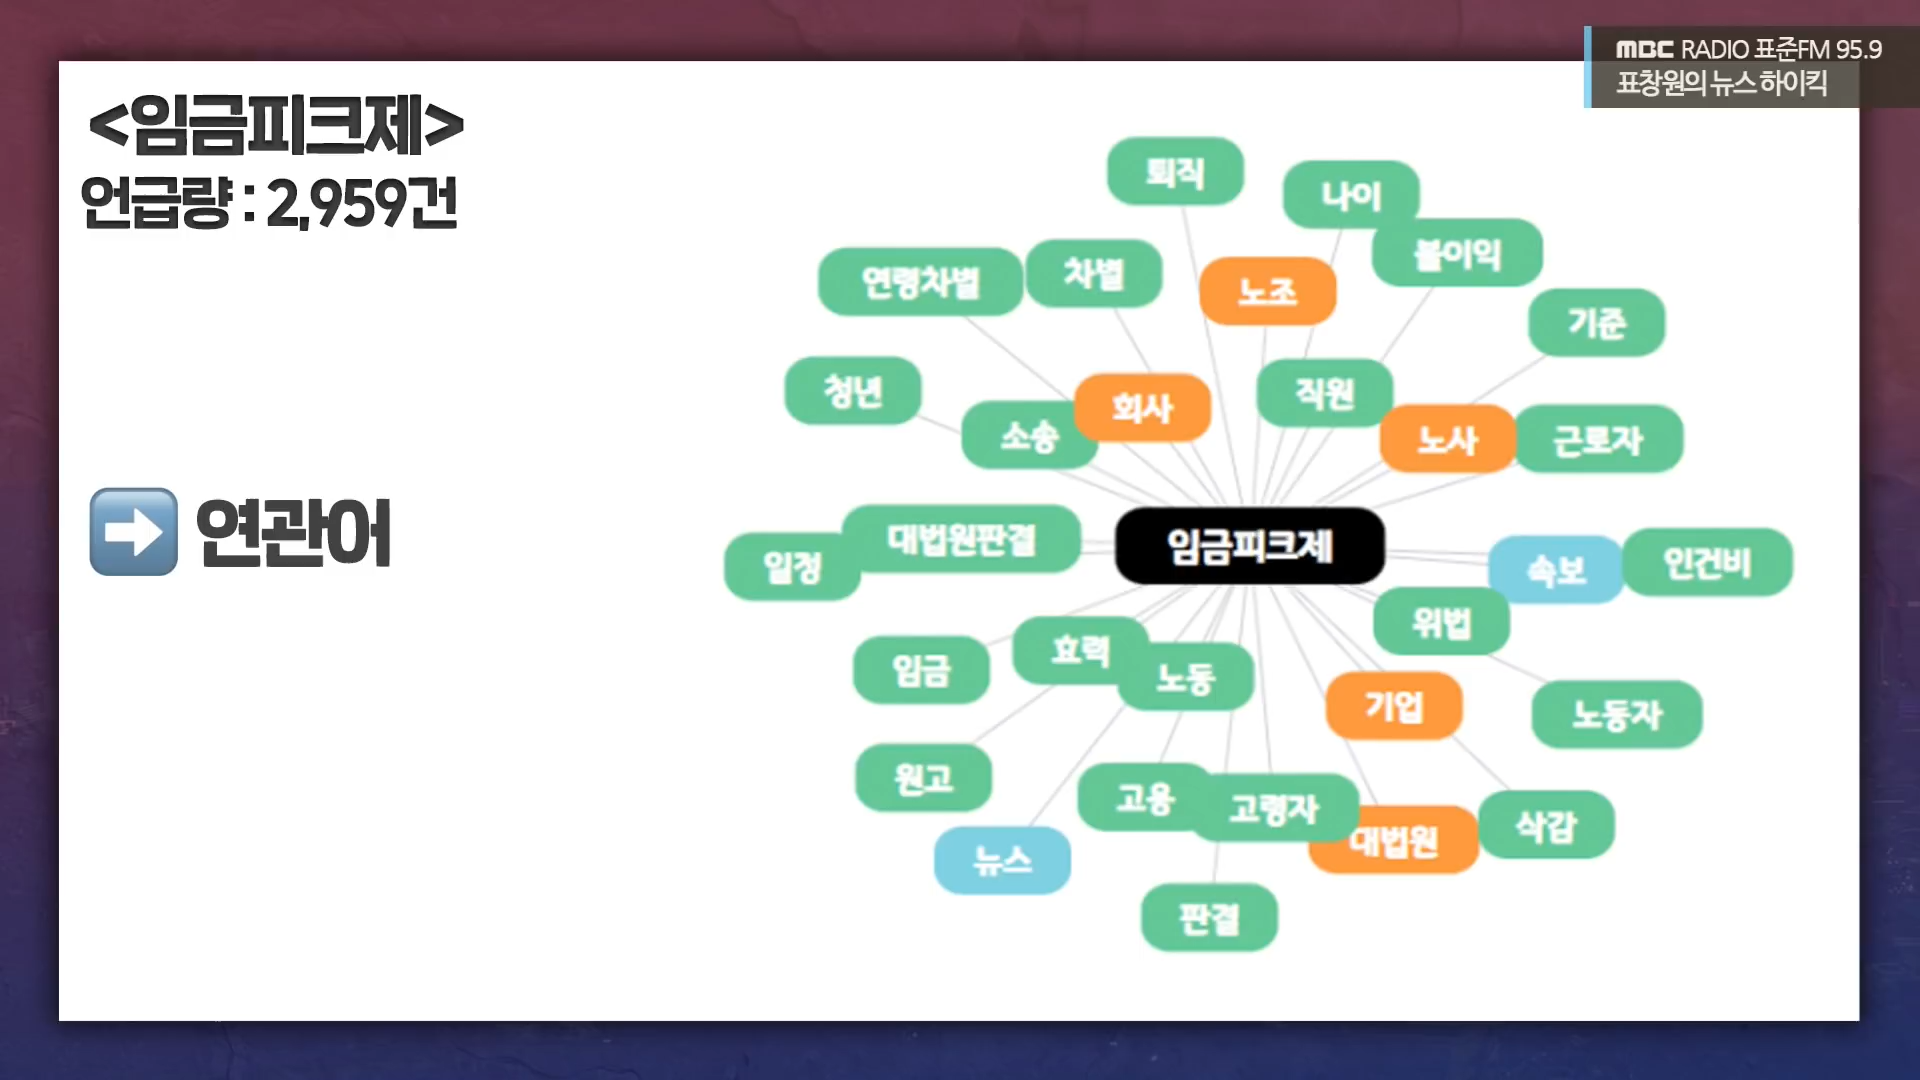 MBC RADIO 표준FM 95.9
표창원의 뉴스 하이킥
<임금피크제>
언급량 : 2,959건
연관어
퇴직
나이
불이익
연령차별
차별
노조
기준
청년
소송
회사
직원
노사
근로자
일정
대법원판결
임금피크제
속보
인건비
위법
임금
효력
노동
기업
노동자
원고
고용
고령자
대법원
삭감
뉴스
판결